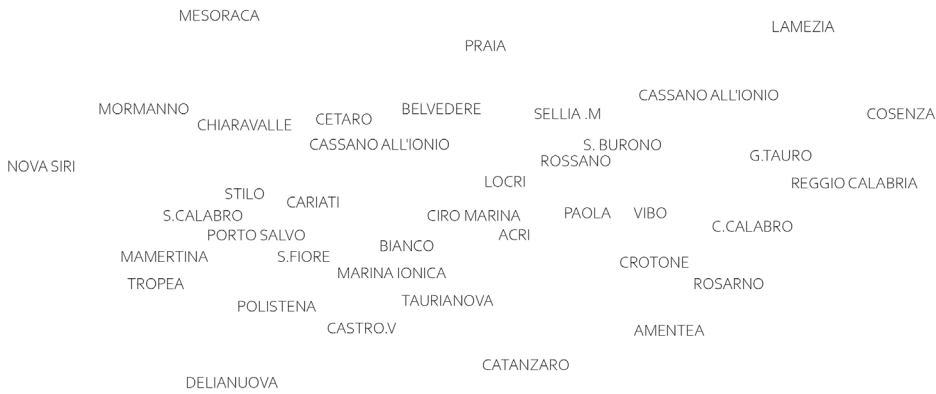 MESORACA
LAMEZIA
PRAIA
CASSANO ALL'IONIO
MORMANNO
BELVEDERE
SELLIA .M
COSENZA
CETARO
CHIARAVALLE
CASSANO ALL'IONIO
S. BURONO
G.TAURO
ROSSANO
NOVA SIRI
LOCRI
REGGIO CALABRIA
STILO
CARIATI
S.CALABRO
CIRO MARINA
PAOLA
VIBO
C.CALABRO
PORTO SALVO
ACRI
BIANCO
MAMERTINA
S.FIORE
CROTONE
MARINA IONICA
TROPEA
ROSARNO
TAURIANOVA
POLISTENA
CASTRO.V
AMENTEA
CATANZARO
DELIANUOVA